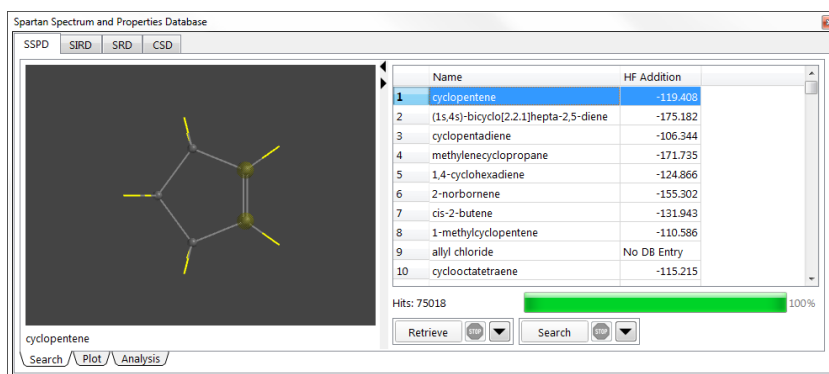 Spartan Spectrum and Properties Database
SSPD SIRD SRD CSD
Name HF Addition
1 cyclopentene -119.408
2 (1s,4s)-bicyclo[2.2.1]hepta-2,5-diene -175.182
3 cyclopentadiene -106.344
4 methylenecyclopropane -171.735
5 1,4-cyclohexadiene -124.866
6 2-norbornene -155.302
7 cis-2-butene -131.943
8 1-methylcyclopentene -110.586
9 allyl chloride No DB Entry
10 cyclooctatetraene -115.215
Hits: 75018 100%
Retrieve STOP Search STOP
cyclopentene
Search Plot Analysis